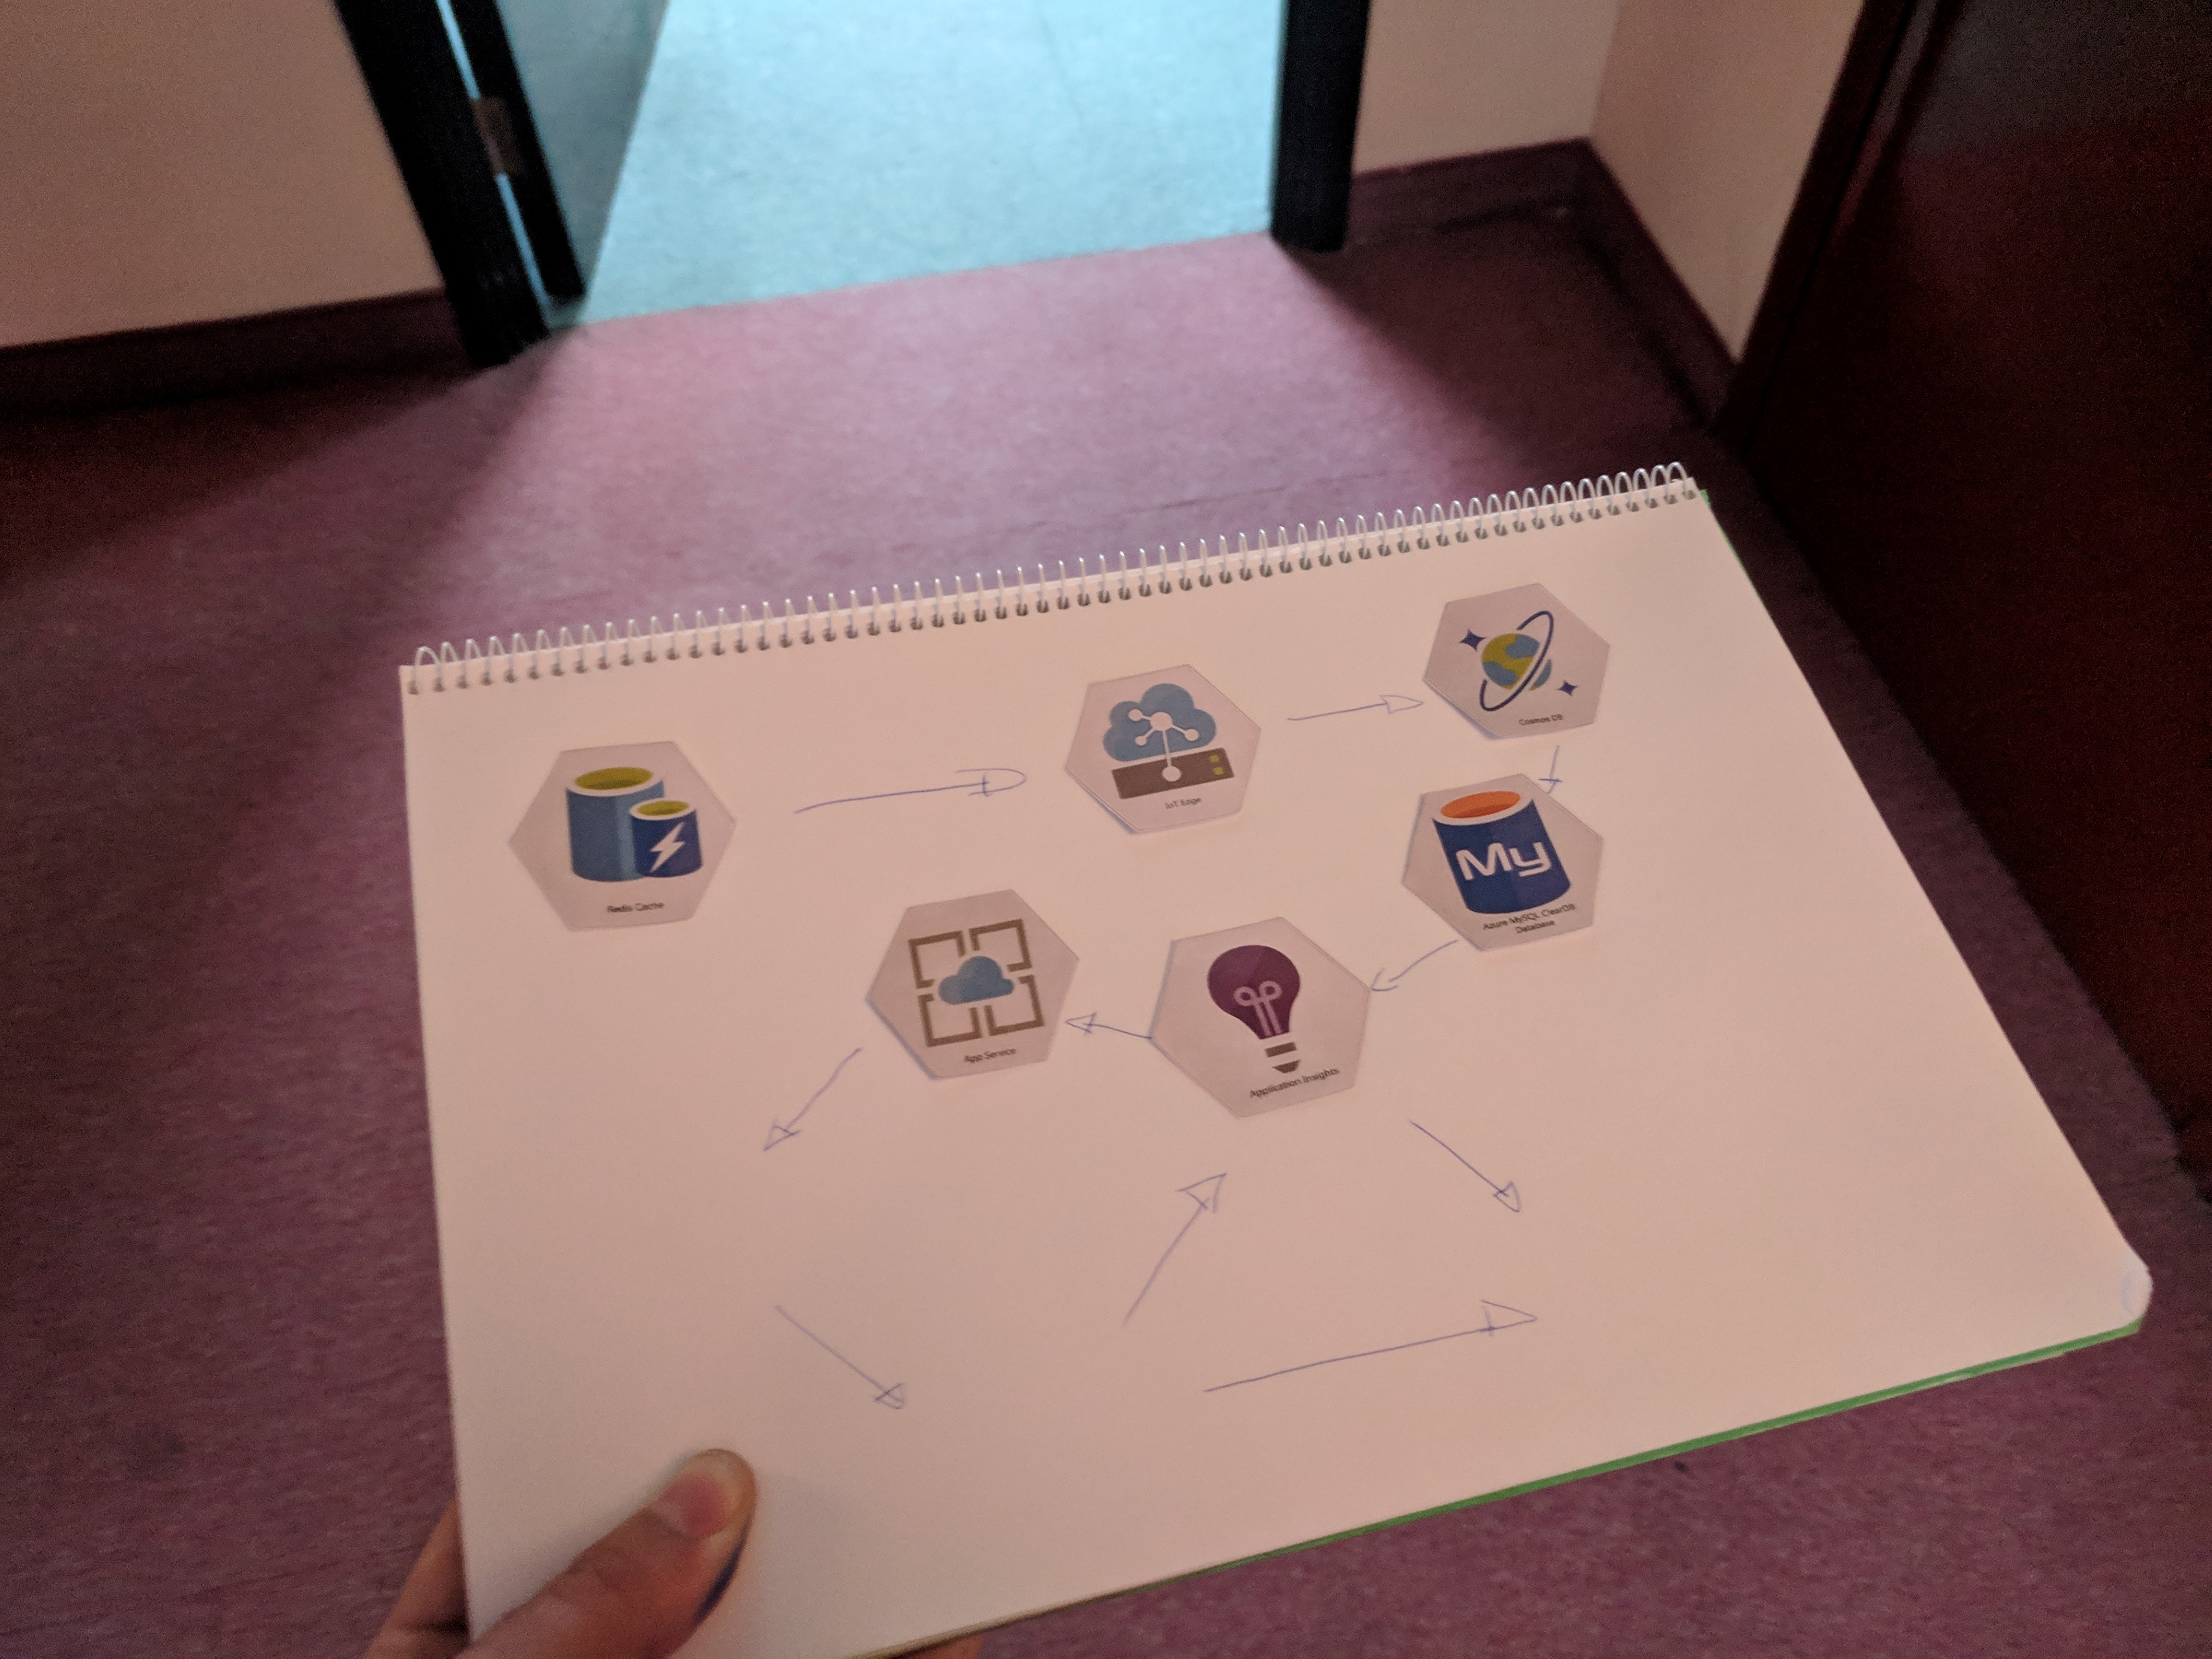 Cosmos DB
IoT Edge
Redis Cache
My
Azure MySQL ClearDB
Database
App Service
Application Insights